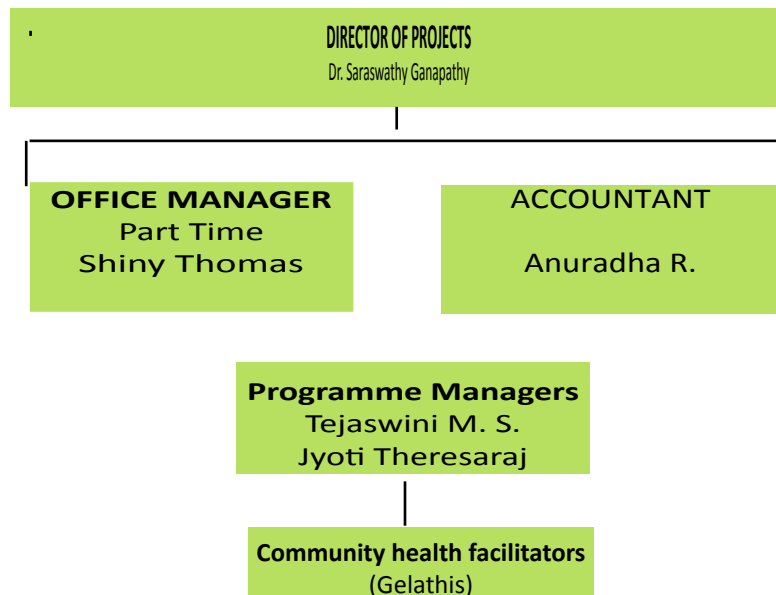 DIRECTOR OF PROJECTS
Dr. Saraswathy Ganapathy
OFFICE MANAGER
Part Time
Shiny Thomas
ACCOUNTANT
Anuradha R.
Programme Managers
Tejaswini M. S.
Jyoti Theresaraj
Community health facilitators
(Gelathis)